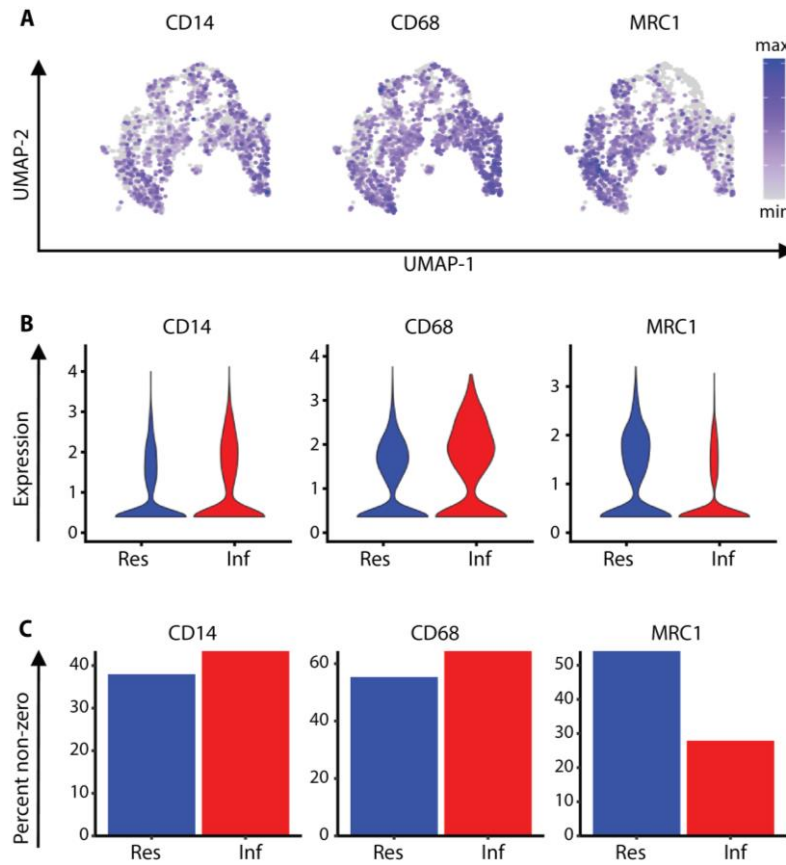 A
CD14 CD68 MRC1
max
min
UMAP-2
UMAP-1
B
CD14 CD68 MRC1
Expression
4
3
2
1
0
Res Inf
4
3
2
1
0
Res Inf
3
2
1
0
Res Inf
C
CD14 CD68 MRC1
Percent non-zero
40
30
20
10
0
Res Inf
60
40
20
0
Res Inf
50
40
30
20
10
0
Res Inf